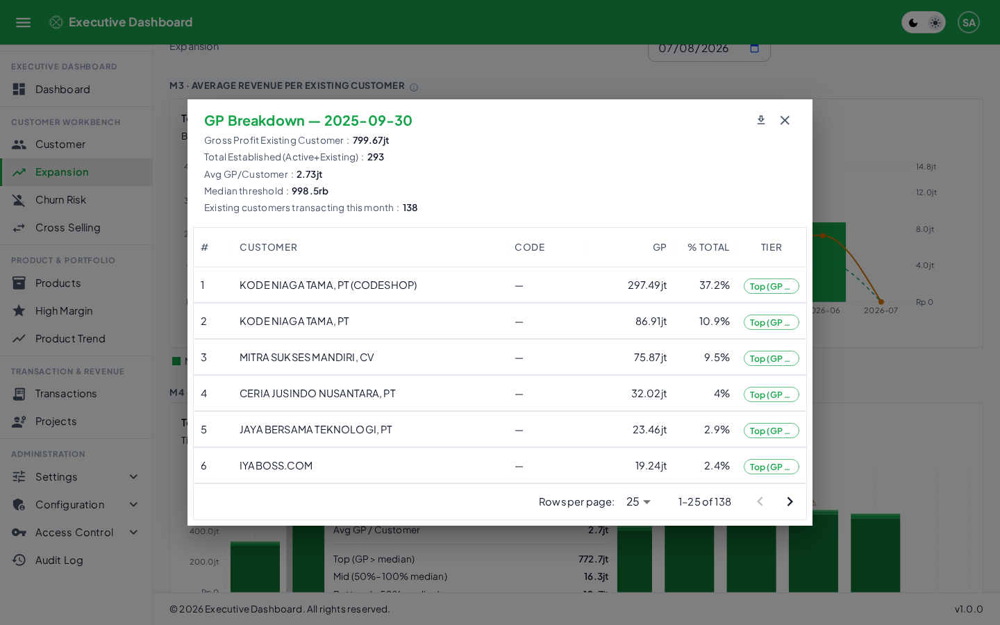 Executive Dashboard
SA
EXECUTIVE DASHBOARD
Dashboard
CUSTOMER WORKBENCH
Customer
Expansion
Churn Risk
Cross Selling
PRODUCT & PORTFOLIO
Products
High Margin
Product Trend
TRANSACTION & REVENUE
Transactions
Projects
ADMINISTRATION
Settings
Configuration
Access Control
Audit Log
Expansion
07/08/2026
M3 · AVERAGE REVENUE PER EXISTING CUSTOMER
GP Breakdown — 2025-09-30
Gross Profit Existing Customer : 799.67jt
Total Established (Active+Existing) : 293
Avg GP/Customer : 2.73jt
Median threshold : 998.5rb
Existing customers transacting this month : 138
# CUSTOMER CODE GP % TOTAL TIER
1 KODE NIAGA TAMA, PT (CODESHOP) — 297.49jt 37.2% Top (GP ...
2 KODE NIAGA TAMA, PT — 86.91jt 10.9% Top (GP ...
3 MITRA SUKSES MANDIRI, CV — 75.87jt 9.5% Top (GP ...
4 CERIA JUSINDO NUSANTARA, PT — 32.02jt 4% Top (GP ...
5 JAYA BERSAMA TEKNOLOGI, PT — 23.46jt 2.9% Top (GP ...
6 IYABOSS.COM — 19.24jt 2.4% Top (GP ...
Rows per page: 25 1–25 of 138
14.8jt
12.0jt
8.0jt
4.0jt
Rp 0
2026-07
M4
400.0jt
200.0jt
Rp 0
Avg GP / Customer 2.7jt
Top (GP > median) 772.7jt
Mid (50%–100% median) 16.3jt
© 2026 Executive Dashboard. All rights reserved.
v1.0.0